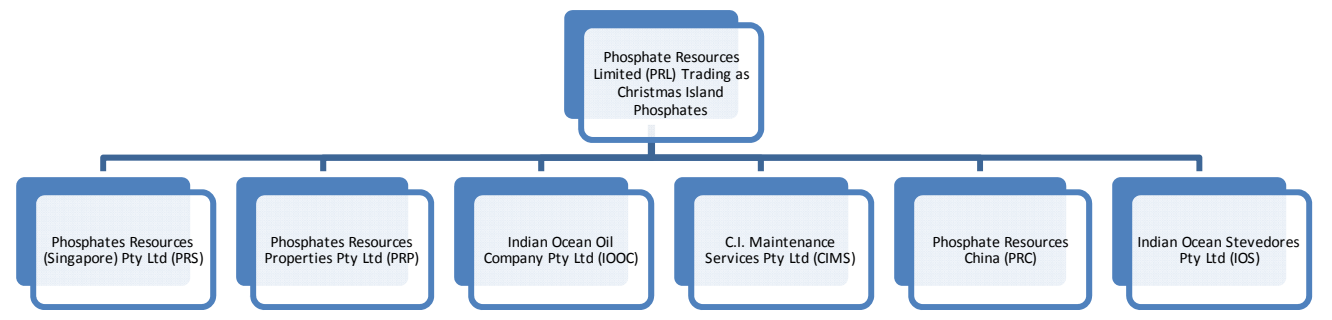 Phosphate Resources
Limited (PRL) Trading as
Christmas Island
Phosphates
Phosphates Resources
(Singapore) Pty Ltd (PRS)
Phosphates Resources
Properties Pty Ltd (PRP)
Indian Ocean Oil
Company Pty Ltd (IOOC)
C.I. Maintenance
Services Pty Ltd (CIMS)
Phosphate Resources
China (PRC)
Indian Ocean Stevedores
Pty Ltd (IOS)